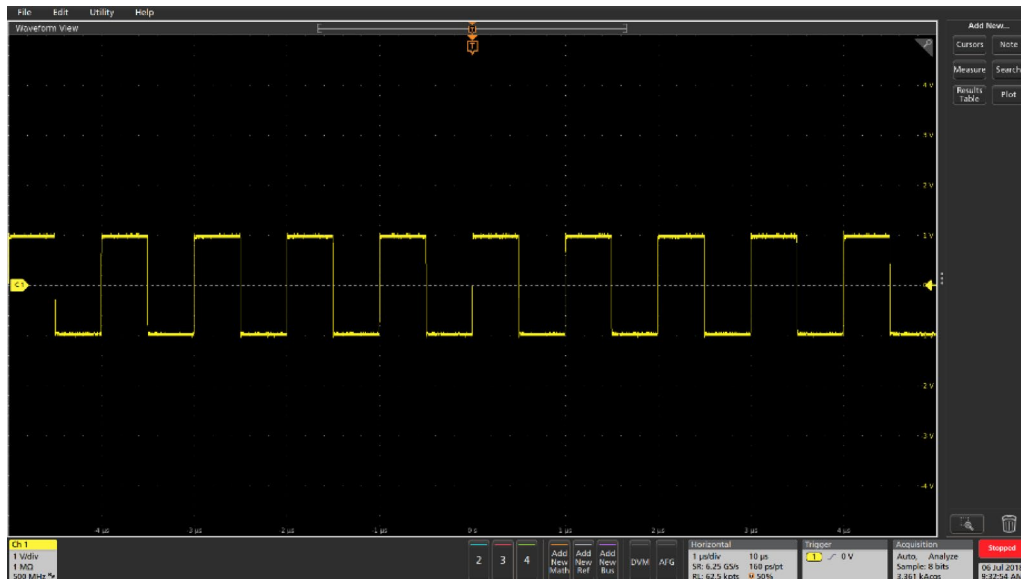 File Edit Utility Help
Waveform View
T
T
Add New...
Cursors Note
Measure Search
Results Table Plot
4 V
3 V
2 V
1 V
C1
-2 V
-3 V
-4 V
-4 µs -3 µs -2 µs -1 µs 0 s 1 µs 2 µs 3 µs 4 µs
Ch 1
1 V/div
1 MΩ
500 MHz
2 3 4
Add New Math
Add New Ref
Add New Bus
DVM AFG
Horizontal
1 µs/div 10 µs
SR: 6.25 GS/s 160 ps/pt
RL: 62.5 kpts 50%
Trigger
1 0 V
Acquisition
Auto, Analyze
Sample: 8 bits
3.361 kAcqs
Stopped
06 Jul 2018